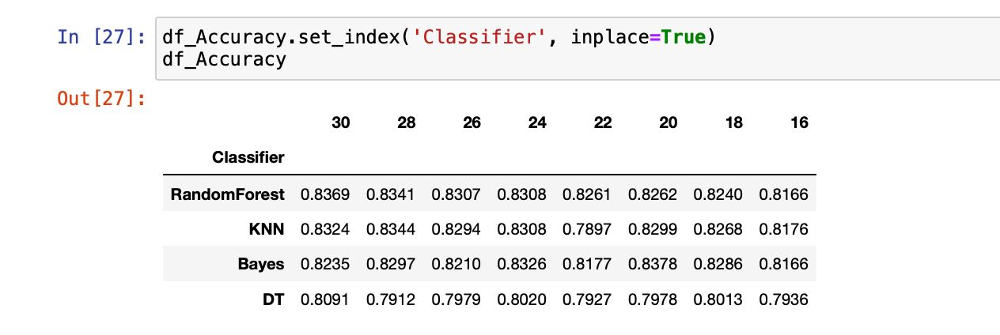 In [27]: df_Accuracy.set_index('Classifier', inplace=True)
df_Accuracy
Out[27]:
30 28 26 24 22 20 18 16
Classifier
RandomForest 0.8369 0.8341 0.8307 0.8308 0.8261 0.8262 0.8240 0.8166
KNN 0.8324 0.8344 0.8294 0.8308 0.7897 0.8299 0.8268 0.8176
Bayes 0.8235 0.8297 0.8210 0.8326 0.8177 0.8378 0.8286 0.8166
DT 0.8091 0.7912 0.7979 0.8020 0.7927 0.7978 0.8013 0.7936